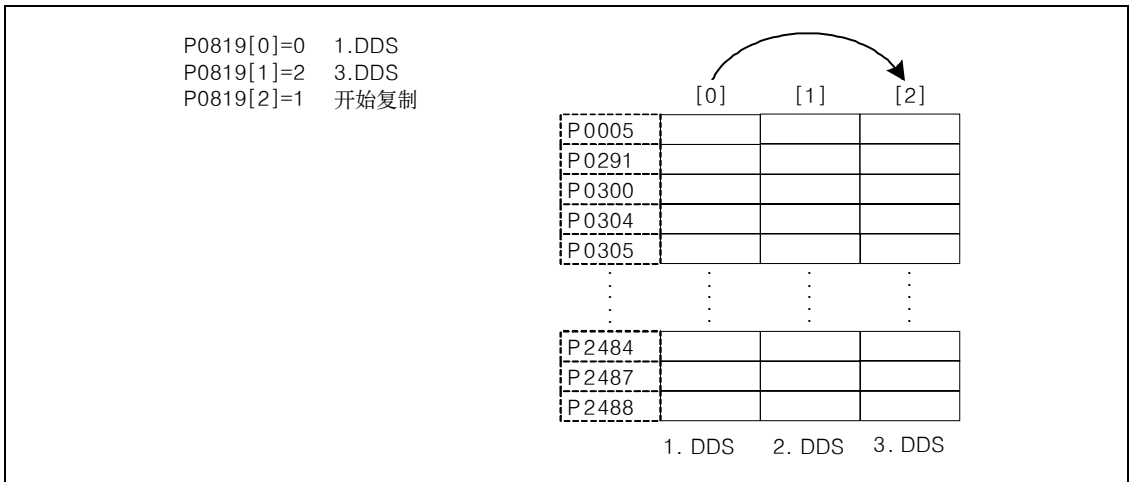 P0819[0]=0 1.DDS
P0819[1]=2 3.DDS
P0819[2]=1 开始复制
[0] [1] [2]
P0005
P0291
P0300
P0304
P0305
P2484
P2487
P2488
1. DDS 2. DDS 3. DDS